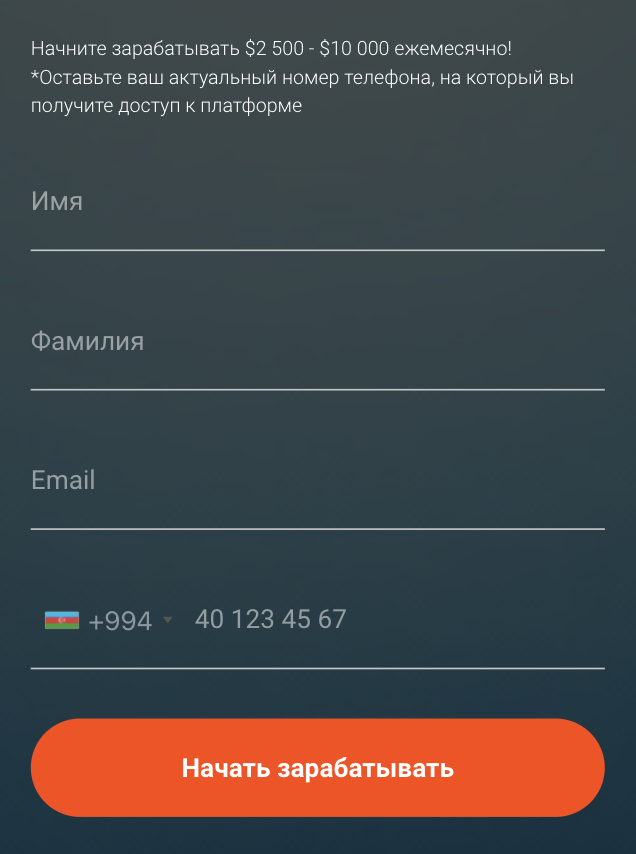 Начните зарабатывать $2 500 - $10 000 ежемесячно!
*Оставьте ваш актуальный номер телефона, на который вы
получите доступ к платформе
Имя
Фамилия
Email
+994 40 123 45 67
Начать зарабатывать